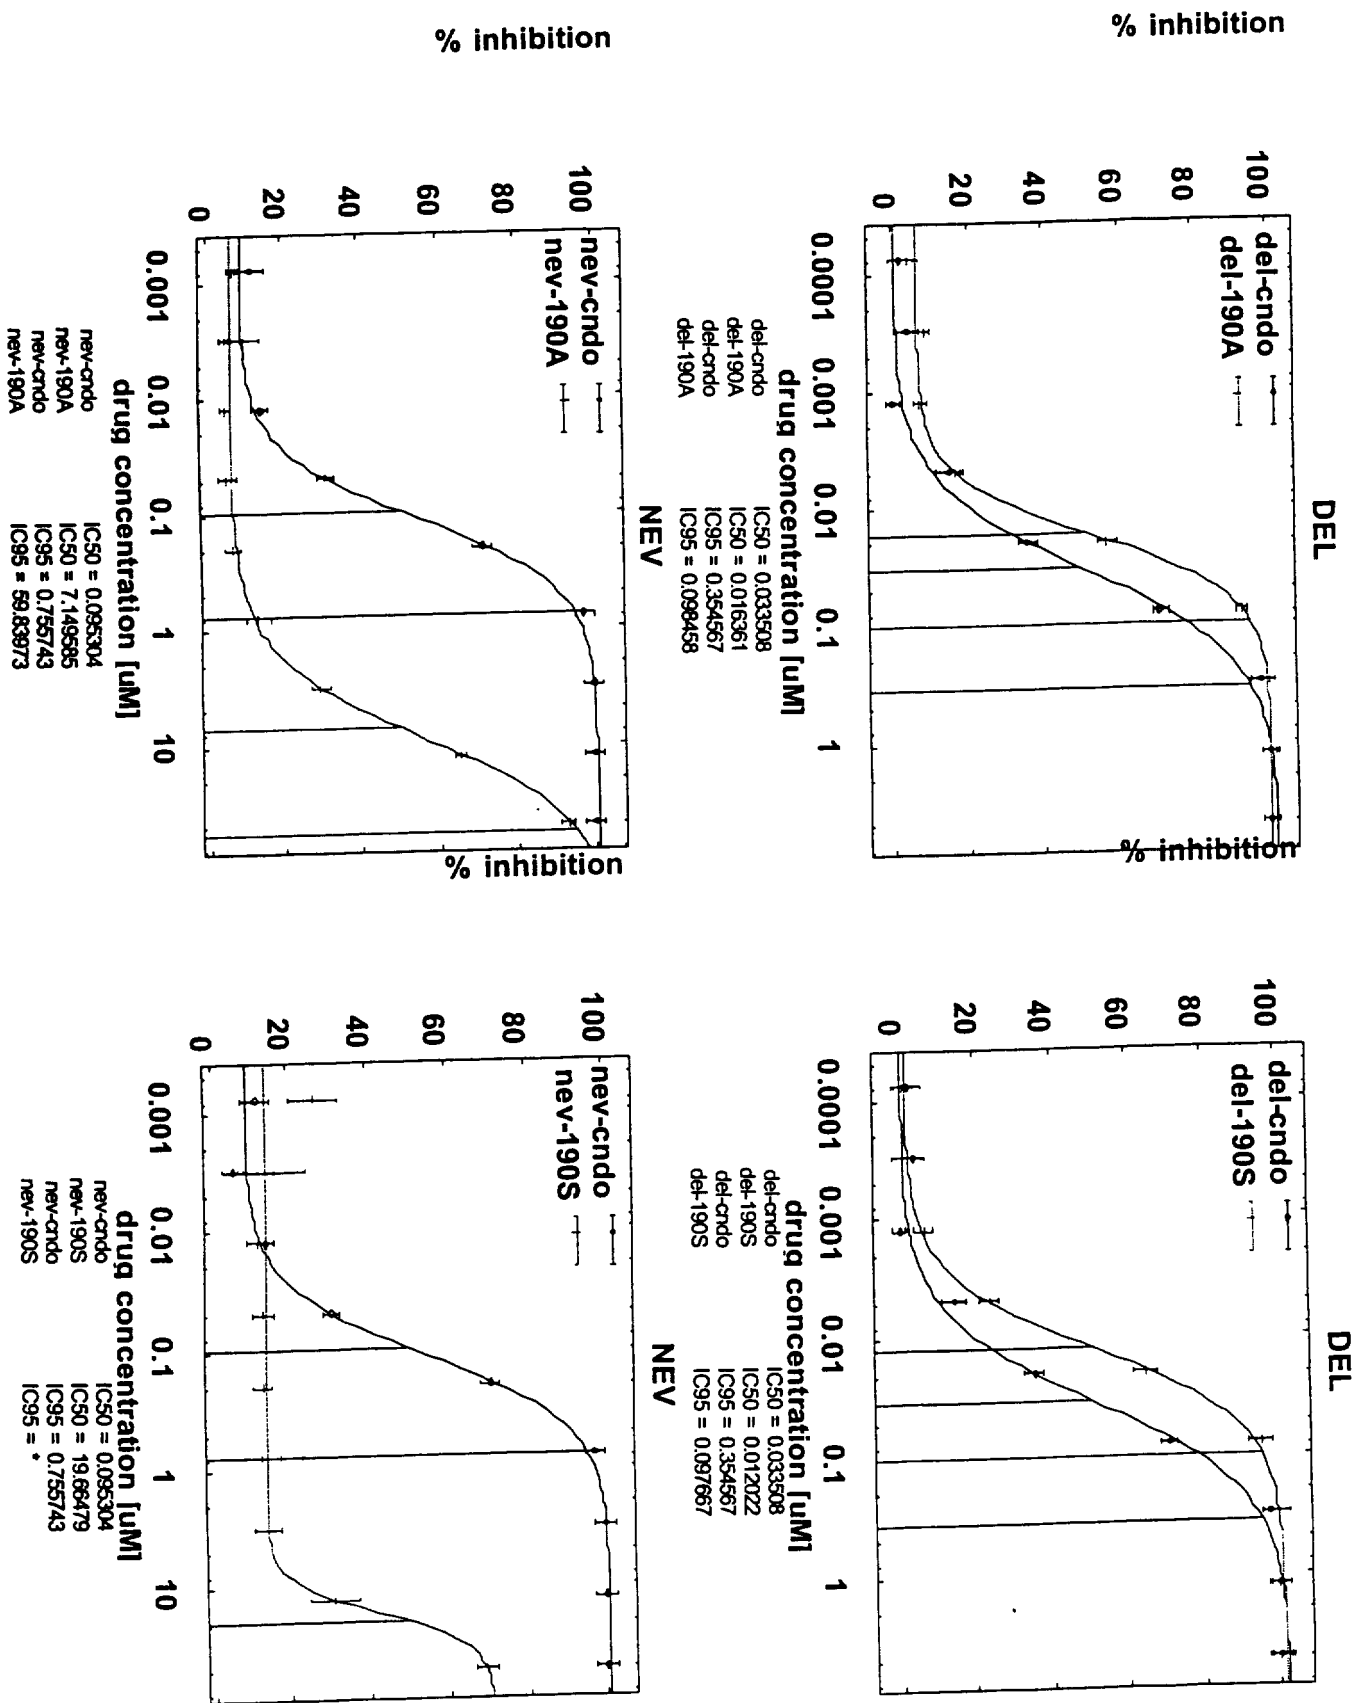 DEL
% inhibition
100
80
60
40
20
0
del-cndo
del-190A
0.0001
0.001
0.01
0.1
1
drug concentration [uM]
del-cndo IC50 = 0.033508
del-190A IC50 = 0.016361
del-cndo IC95 = 0.354567
del-190A IC95 = 0.098458
DEL
% inhibition
100
80
60
40
20
0
del-cndo
del-190S
0.0001
0.001
0.01
0.1
1
drug concentration [uM]
del-cndo IC50 = 0.033508
del-190S IC50 = 0.012022
del-cndo IC95 = 0.354567
del-190S IC95 = 0.097667
NEV
% inhibition
100
80
60
40
20
0
nev-cndo
nev-190A
0.001
0.01
0.1
1
10
drug concentration [uM]
nev-cndo IC50 = 0.095304
nev-190A IC50 = 7.149585
nev-cndo IC95 = 0.755743
nev-190A IC95 = 59.83973
NEV
% inhibition
100
80
60
40
20
0
nev-cndo
nev-190S
0.001
0.01
0.1
1
10
drug concentration [uM]
nev-cndo IC50 = 0.095304
nev-190S IC50 = 19.66479
nev-cndo IC95 = 0.755743
nev-190S IC95 = *